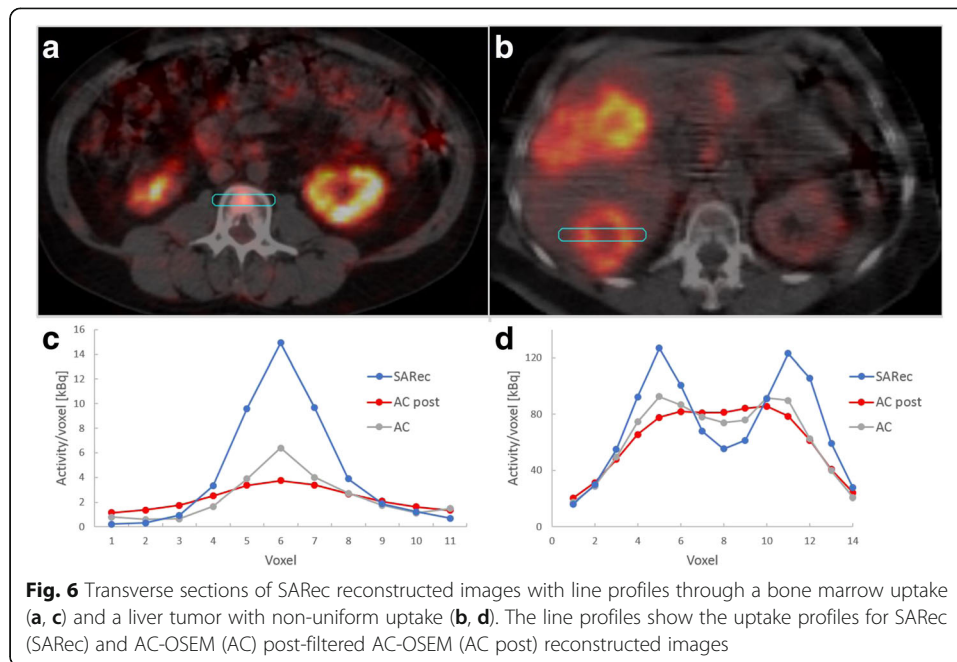 a
b
c
16
14
12
10
8
6
4
2
0
Activity/voxel [kBq]
1 2 3 4 5 6 7 8 9 10 11
Voxel
SARec
AC post
AC
d
120
80
40
0
Activity/voxel [kBq]
0 2 4 6 8 10 12 14
Voxel
SARec
AC post
AC
Fig. 6 Transverse sections of SARec reconstructed images with line profiles through a bone marrow uptake
(a, c) and a liver tumor with non-uniform uptake (b, d). The line profiles show the uptake profiles for SARec
(SARec) and AC-OSEM (AC) post-filtered AC-OSEM (AC post) reconstructed images